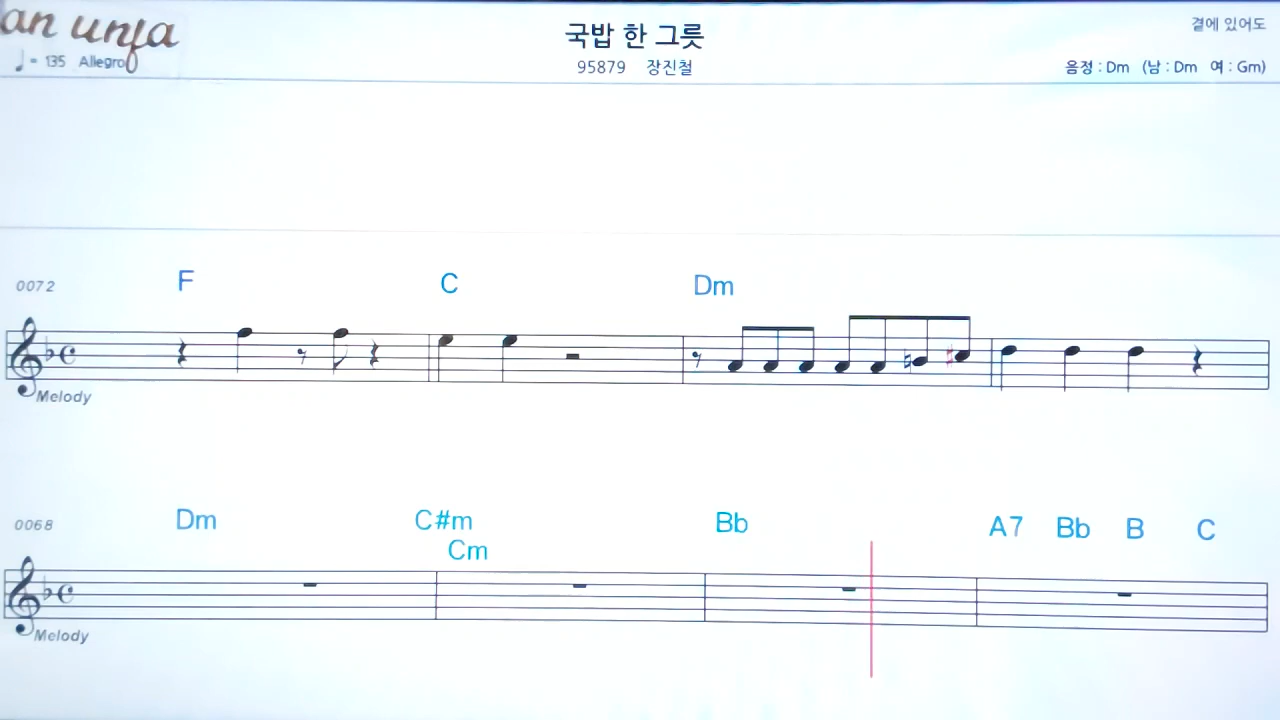 an unfa
♩ = 135 Allegro
국밥 한 그릇
95879 장진철
곁에 있어도
음정 : Dm (남 : Dm 여 : Gm)
0072
F C Dm
Melody
0068
Dm C#m Bb A7 Bb B C
Cm
Melody